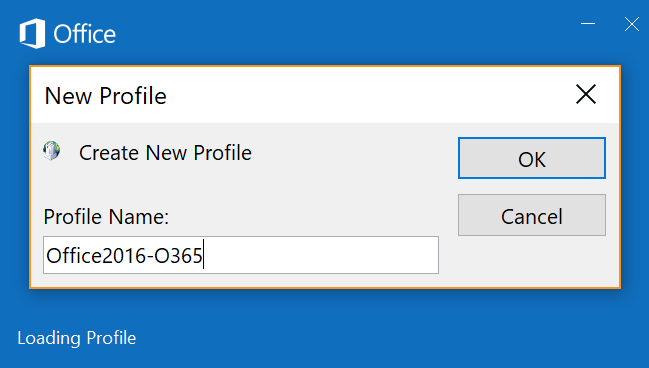 Office
New Profile
Create New Profile
OK
Profile Name:
Cancel
Office2016-O365
Loading Profile